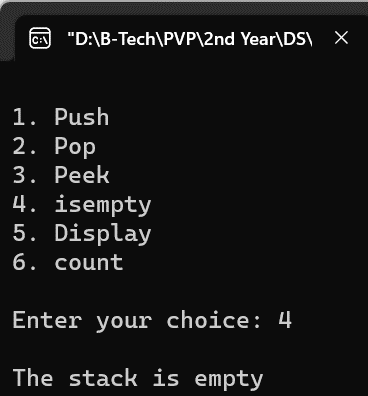 "D:\B-Tech\PVP\2nd Year\DS\
1. Push
2. Pop
3. Peek
4. isempty
5. Display
6. count
Enter your choice: 4
The stack is empty